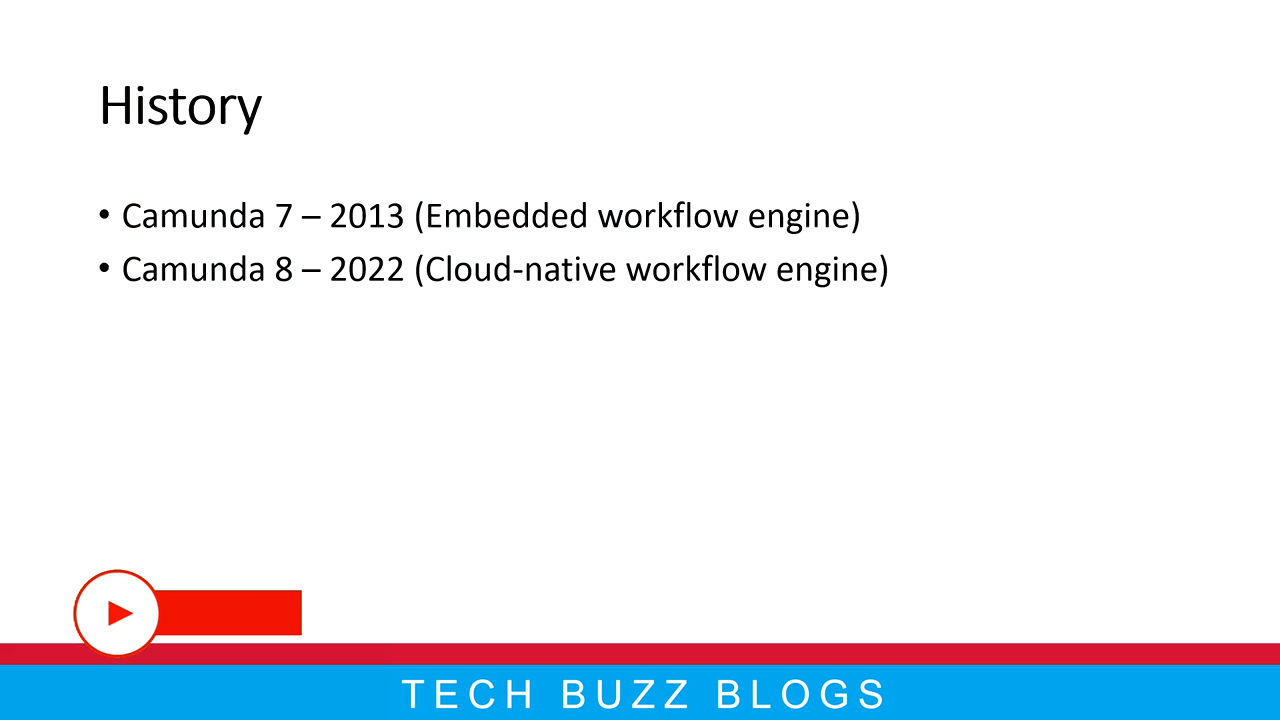 History
• Camunda 7 – 2013 (Embedded workflow engine)
• Camunda 8 – 2022 (Cloud-native workflow engine)
TECH BUZZ BLOGS